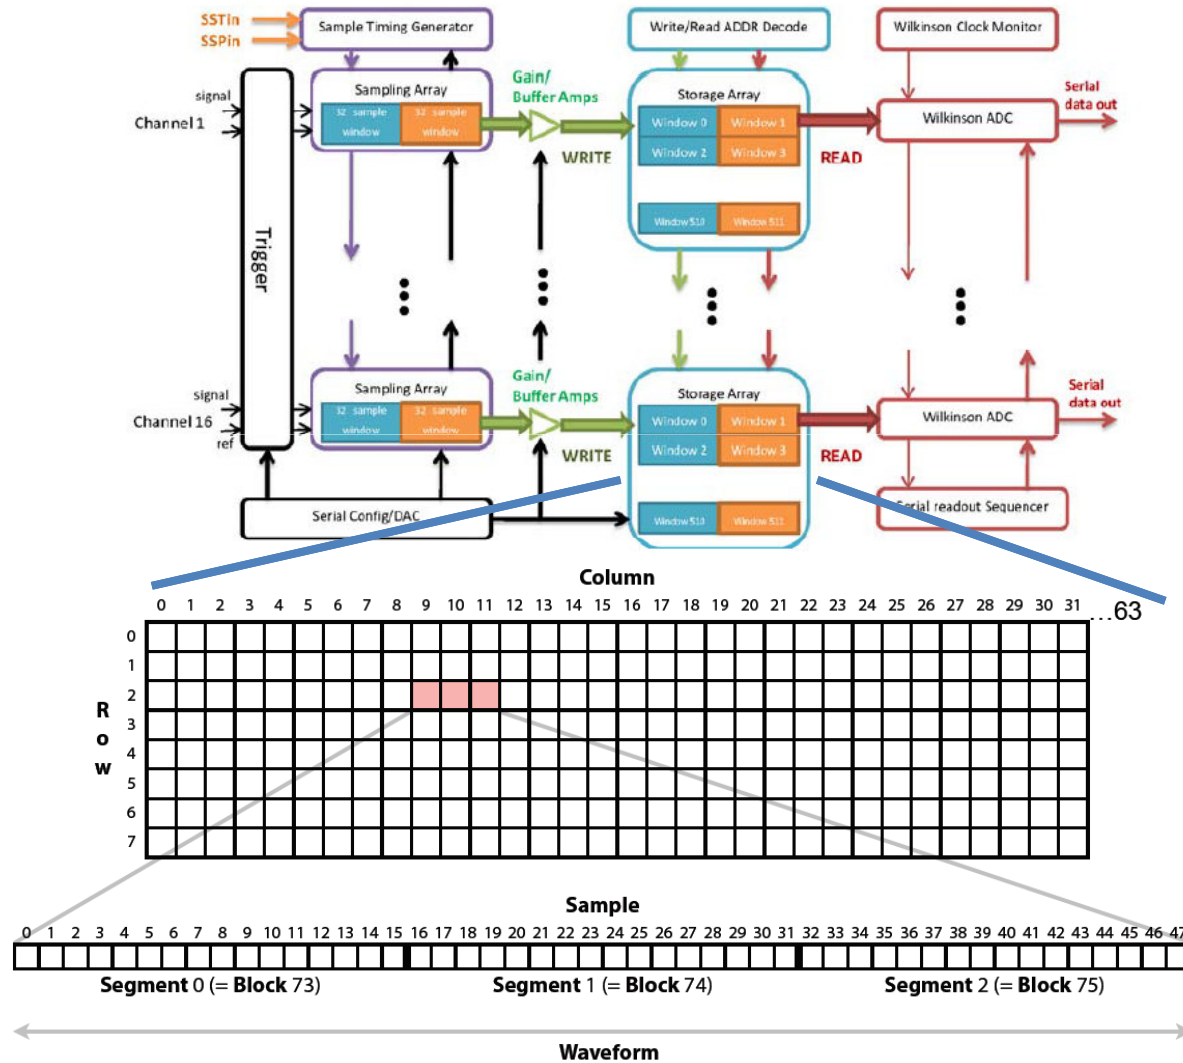 SSTin
SSPin
Sample Timing Generator
Write/Read ADDR Decode
Wilkinson Clock Monitor
signal
Channel 1
Sampling Array
32 sample window
32 sample window
Gain/
Buffer Amps
WRITE
Storage Array
Window 0
Window 1
Window 2
Window 3
Window 510
Window 511
READ
Wilkinson ADC
Serial
data out
Trigger
signal
Channel 16
ref
Sampling Array
32 sample window
32 sample window
Gain/
Buffer Amps
WRITE
Storage Array
Window 0
Window 1
Window 2
Window 3
Window 510
Window 511
READ
Wilkinson ADC
Serial
data out
Serial Config/DAC
Serial readout Sequencer
Column
0 1 2 3 4 5 6 7 8 9 10 11 12 13 14 15 16 17 18 19 20 21 22 23 24 25 26 27 28 29 30 31 ...63
Row
0
1
2
3
4
5
6
7
Sample
0 1 2 3 4 5 6 7 8 9 10 11 12 13 14 15 16 17 18 19 20 21 22 23 24 25 26 27 28 29 30 31 32 33 34 35 36 37 38 39 40 41 42 43 44 45 46 47
Segment 0 (= Block 73)
Segment 1 (= Block 74)
Segment 2 (= Block 75)
Waveform